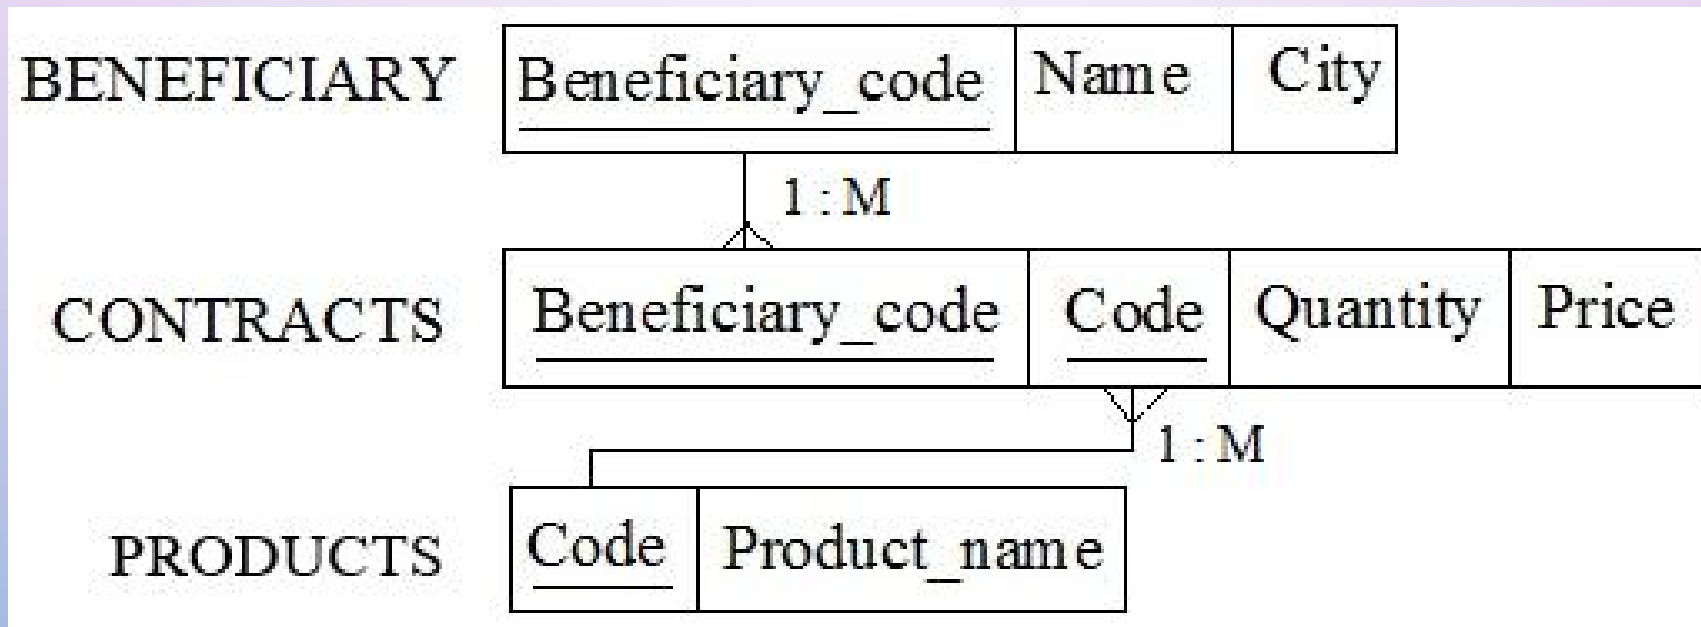 BENEFICIARY Beneficiary_code Name City
1 : M
CONTRACTS Beneficiary_code Code Quantity Price
1 : M
PRODUCTS Code Product_name